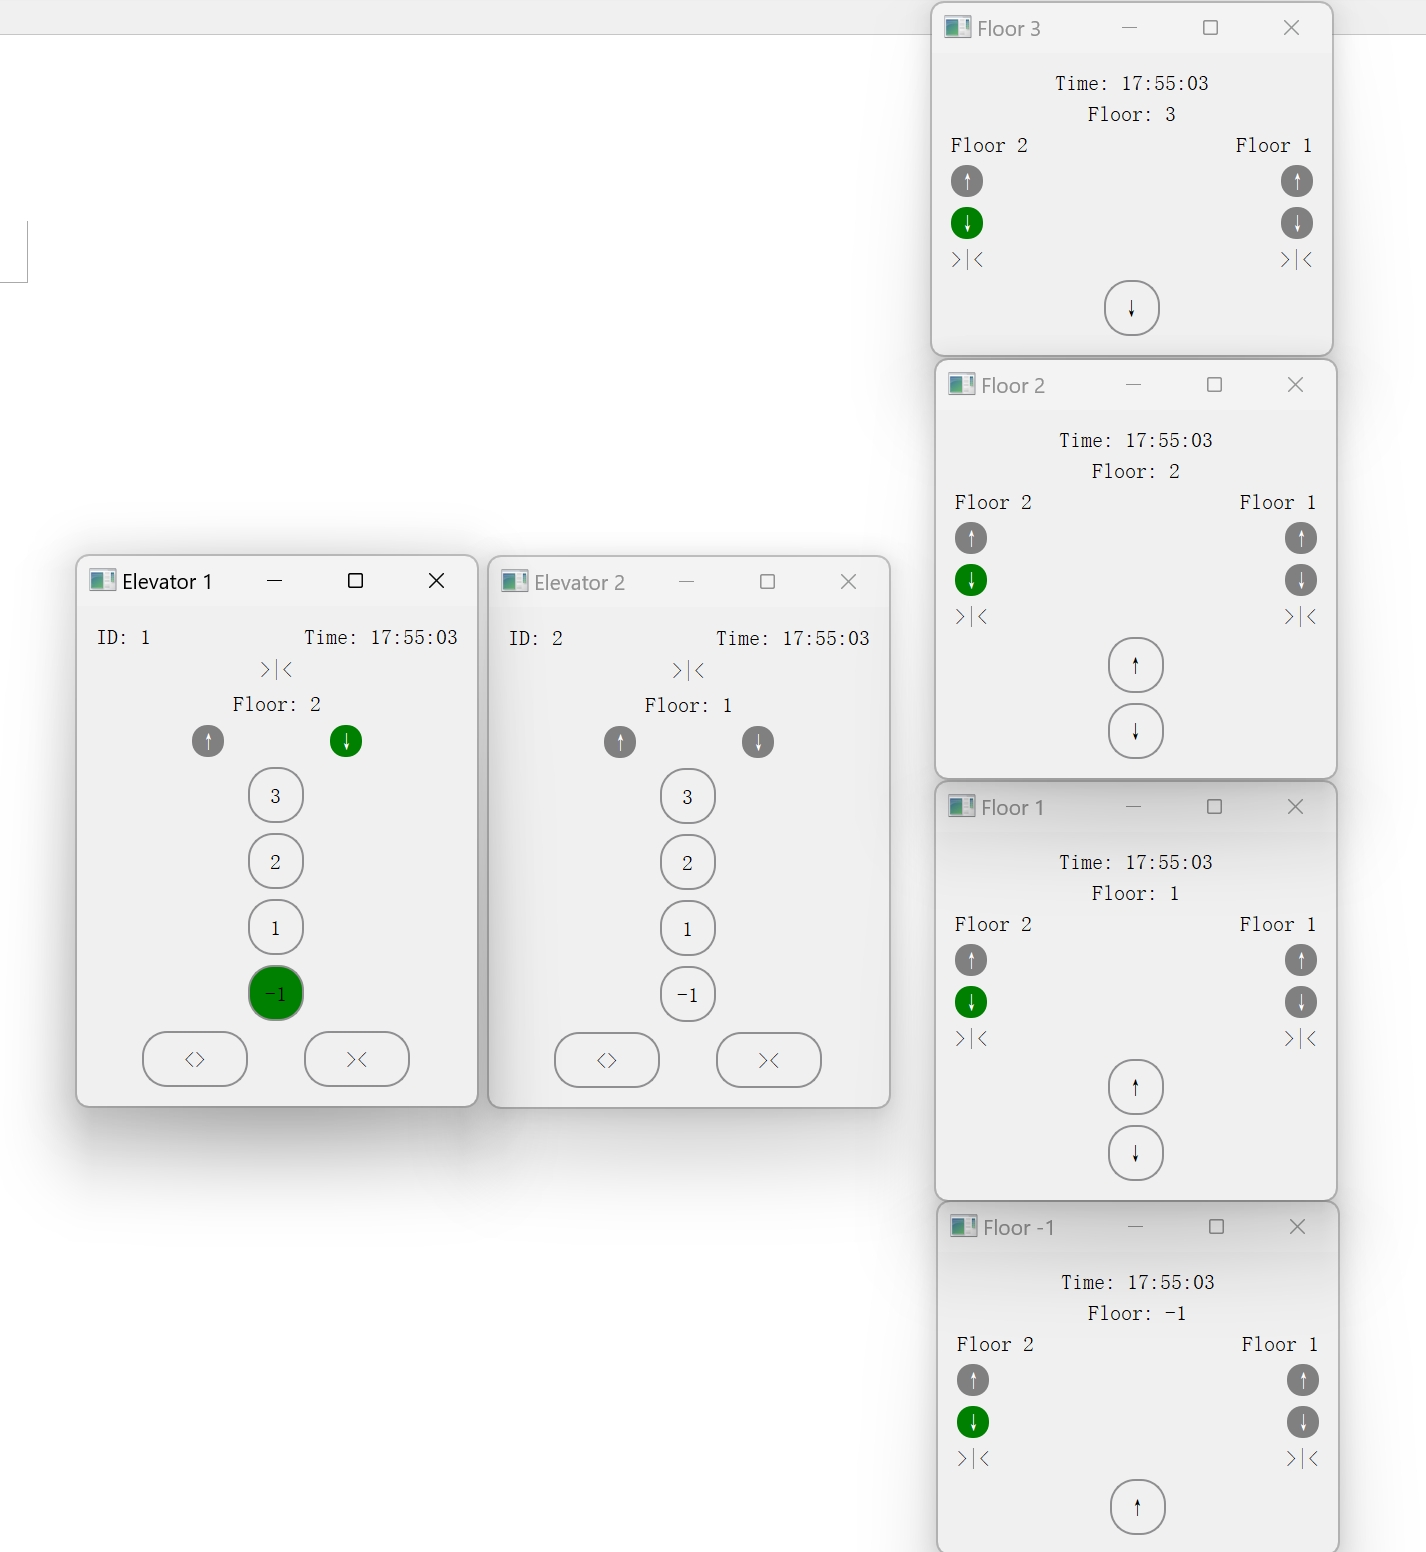 Floor 3
Time: 17:55:03
Floor: 3
Floor 2 Floor 1
↑ ↑
↓ ↓
>|< >|<
↓
Floor 2
Time: 17:55:03
Floor: 2
Floor 2 Floor 1
↑ ↑
↓ ↓
>|< >|<
↑
↓
Elevator 1
ID: 1 Time: 17:55:03
>|<
Floor: 2
↑ ↓
3
2
1
-1
<> ><
Elevator 2
ID: 2 Time: 17:55:03
>|<
Floor: 1
↑ ↓
3
2
1
-1
<> ><
Floor 1
Time: 17:55:03
Floor: 1
Floor 2 Floor 1
↑ ↑
↓ ↓
>|< >|<
↑
↓
Floor -1
Time: 17:55:03
Floor: -1
Floor 2 Floor 1
↑ ↑
↓ ↓
>|< >|<
↑